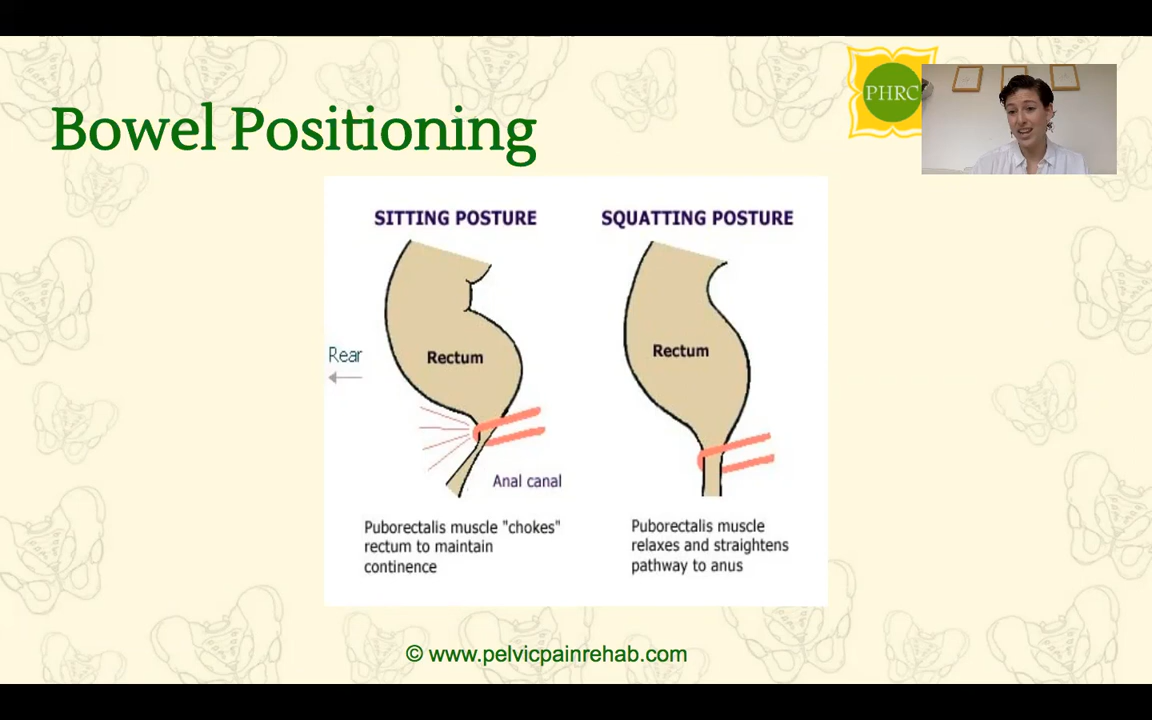 Bowel Positioning
PHRC
SITTING POSTURE
SQUATTING POSTURE
Rear
Rectum
Rectum
Anal canal
Puborectalis muscle "chokes"
rectum to maintain
continence
Puborectalis muscle
relaxes and straightens
pathway to anus
© www.pelvicpainrehab.com